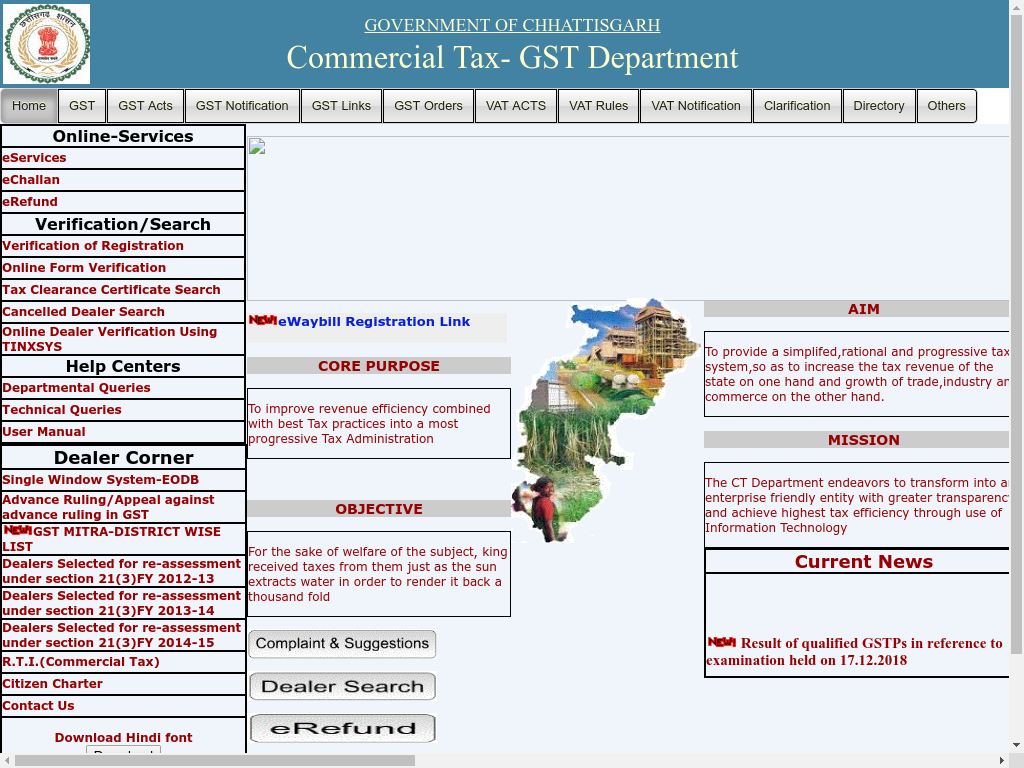 GOVERNMENT OF CHHATTISGARH
Commercial Tax- GST Department
Home GST GST Acts GST Notification GST Links GST Orders VAT ACTS VAT Rules VAT Notification Clarification Directory Others
Online-Services
eServices
eChallan
eRefund
Verification/Search
Verification of Registration
Online Form Verification
Tax Clearance Certificate Search
Cancelled Dealer Search
Online Dealer Verification Using
TINXSYS
Help Centers
Departmental Queries
Technical Queries
User Manual
Dealer Corner
Single Window System-EODB
Advance Ruling/Appeal against
advance ruling in GST
NEW! GST MITRA-DISTRICT WISE
LIST
Dealers Selected for re-assessment
under section 21(3)FY 2012-13
Dealers Selected for re-assessment
under section 21(3)FY 2013-14
Dealers Selected for re-assessment
under section 21(3)FY 2014-15
R.T.I.(Commercial Tax)
Citizen Charter
Contact Us
Download Hindi font
NEW! eWaybill Registration Link
CORE PURPOSE
To improve revenue efficiency combined
with best Tax practices into a most
progressive Tax Administration
OBJECTIVE
For the sake of welfare of the subject, king
received taxes from them just as the sun
extracts water in order to render it back a
thousand fold
Complaint & Suggestions
Dealer Search
eRefund
AIM
To provide a simplifed,rational and progressive tax
system,so as to increase the tax revenue of the
state on one hand and growth of trade,industry
commerce on the other hand.
MISSION
The CT Department endeavors to transform into
enterprise friendly entity with greater
and achieve highest tax efficiency through use of
Information Technology
Current News
NEW! Result of qualified GSTPs in reference to
examination held on 17.12.2018